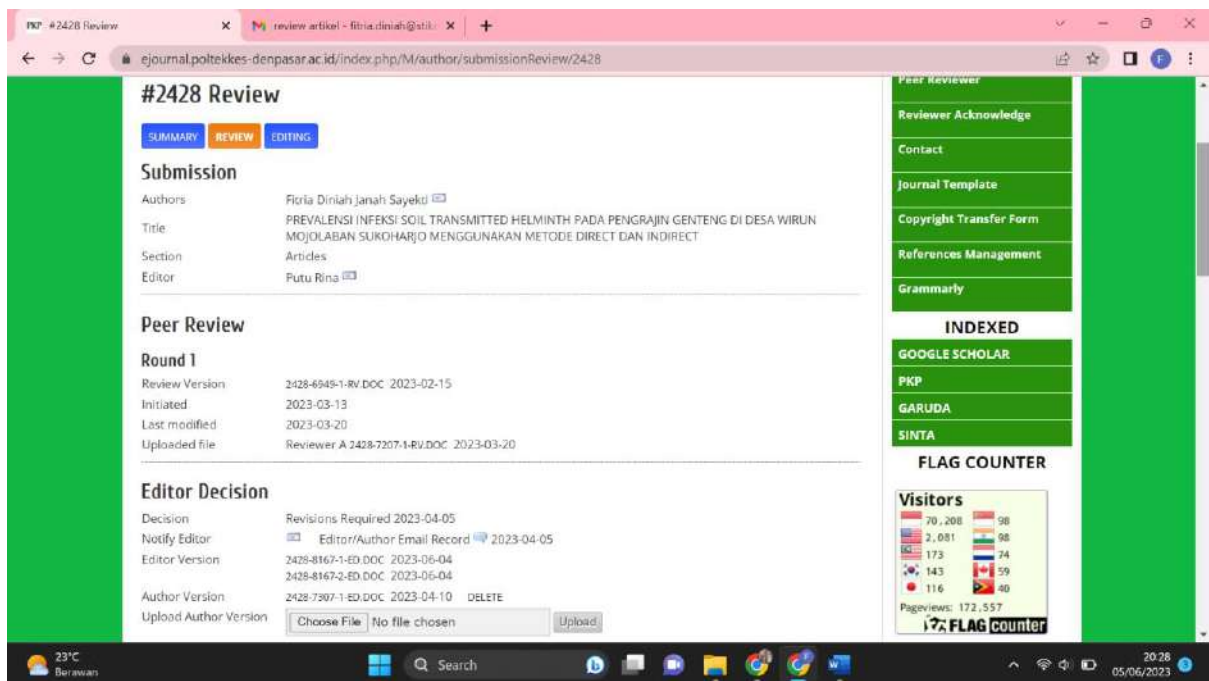 PKP #2428 Review
review artikel - fitria.diniah@stik
ejournal.poltekkes-denpasar.ac.id/index.php/M/author/submissionReview/2428
#2428 Review
SUMMARY REVIEW EDITING
Submission
Authors Fitria Diniah Janah Sayekti
Title PREVALENSI INFEKSI SOIL TRANSMITTED HELMINTH PADA PENGRAJIN GENTENG DI DESA WIRUN
MOJOLABAN SUKOHARJO MENGGUNAKAN METODE DIRECT DAN INDIRECT
Section Articles
Editor Putu Rina
Peer Review
Round 1
Review Version 2428-6949-1-RV.DOC 2023-02-15
Initiated 2023-03-13
Last modified 2023-03-20
Uploaded file Reviewer A 2428-7207-1-RV.DOC 2023-03-20
Editor Decision
Decision Revisions Required 2023-04-05
Notify Editor Editor/Author Email Record 2023-04-05
Editor Version 2428-8167-1-ED.DOC 2023-06-04
2428-8167-2-ED.DOC 2023-06-04
Author Version 2428-7307-1-ED.DOC 2023-04-10 DELETE
Upload Author Version Choose File No file chosen Upload
Peer Reviewer
Reviewer Acknowledge
Contact
Journal Template
Copyright Transfer Form
References Management
Grammarly
INDEXED
GOOGLE SCHOLAR
PKP
GARUDA
SINTA
FLAG COUNTER
Visitors
70,208 98
2,081 98
173 74
143 59
116 40
Pageviews: 172,557
FLAG counter
23°C
Berawan
Search
20:28
05/06/2023
3